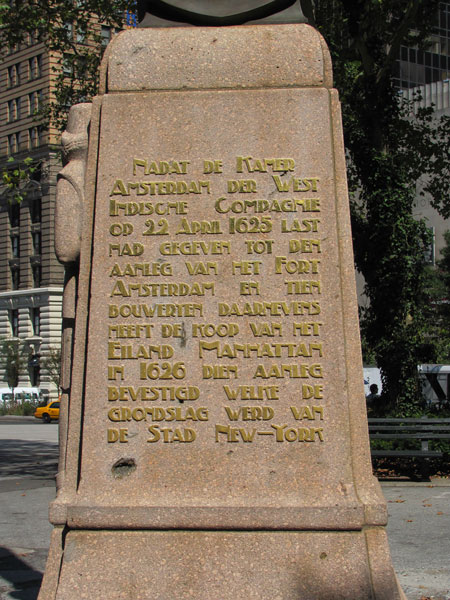 NADAT DE KAMER
AMSTERDAM DER WEST
INDISCHE COMPAGNIE
OP 22 APRIL 1625 LAST
HAD GEGEVEN TOT DEN
AANLEG VAN HET FORT
AMSTERDAM EN TIEN
BOUWERYEN DAARNEVENS
HEEFT DE KOOP VAN HET
EILAND MANHATTAN
IN 1626 DIEN AANLEG
BEVESTIGD WELKE DE
GRONDSLAG WERD VAN
DE STAD NEW-YORK